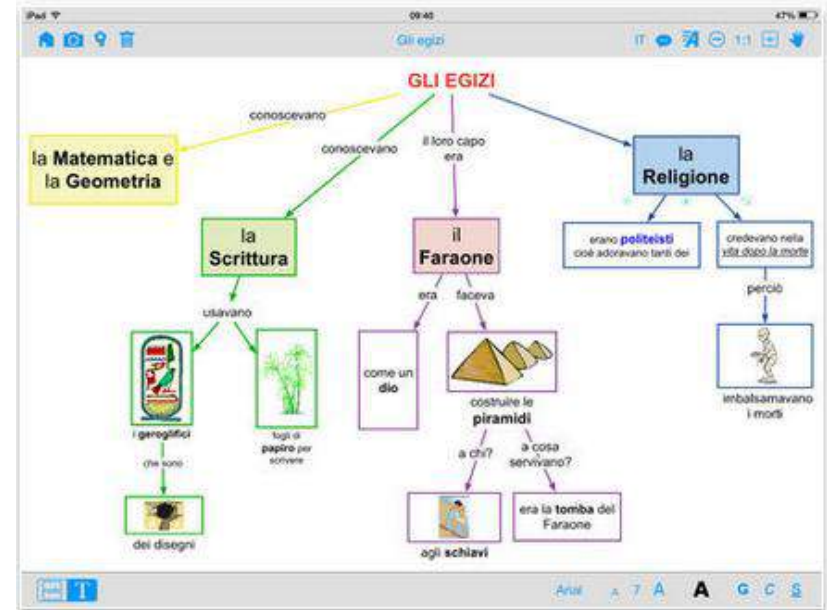 iPad
09:40
47%
Gli egizi
IT
1:1
GLI EGIZI
conoscevano
la Matematica e
la Geometria
conoscevano
la
Scrittura
usavano
i geroglifici
che sono
dei disegni
fogli di
papiro per
scrivere
il loro capo
era
il
Faraone
era
faceva
come un
dio
costruire le
piramidi
a chi?
a cosa
servivano?
agli schiavi
era la tomba del
Faraone
la
Religione
erano politeisti
cioè adoravano tanti dei
credevano nella
vita dopo la morte
perciò
imbalsamavano
i morti
T
Arial
A 7 A
A
G C S